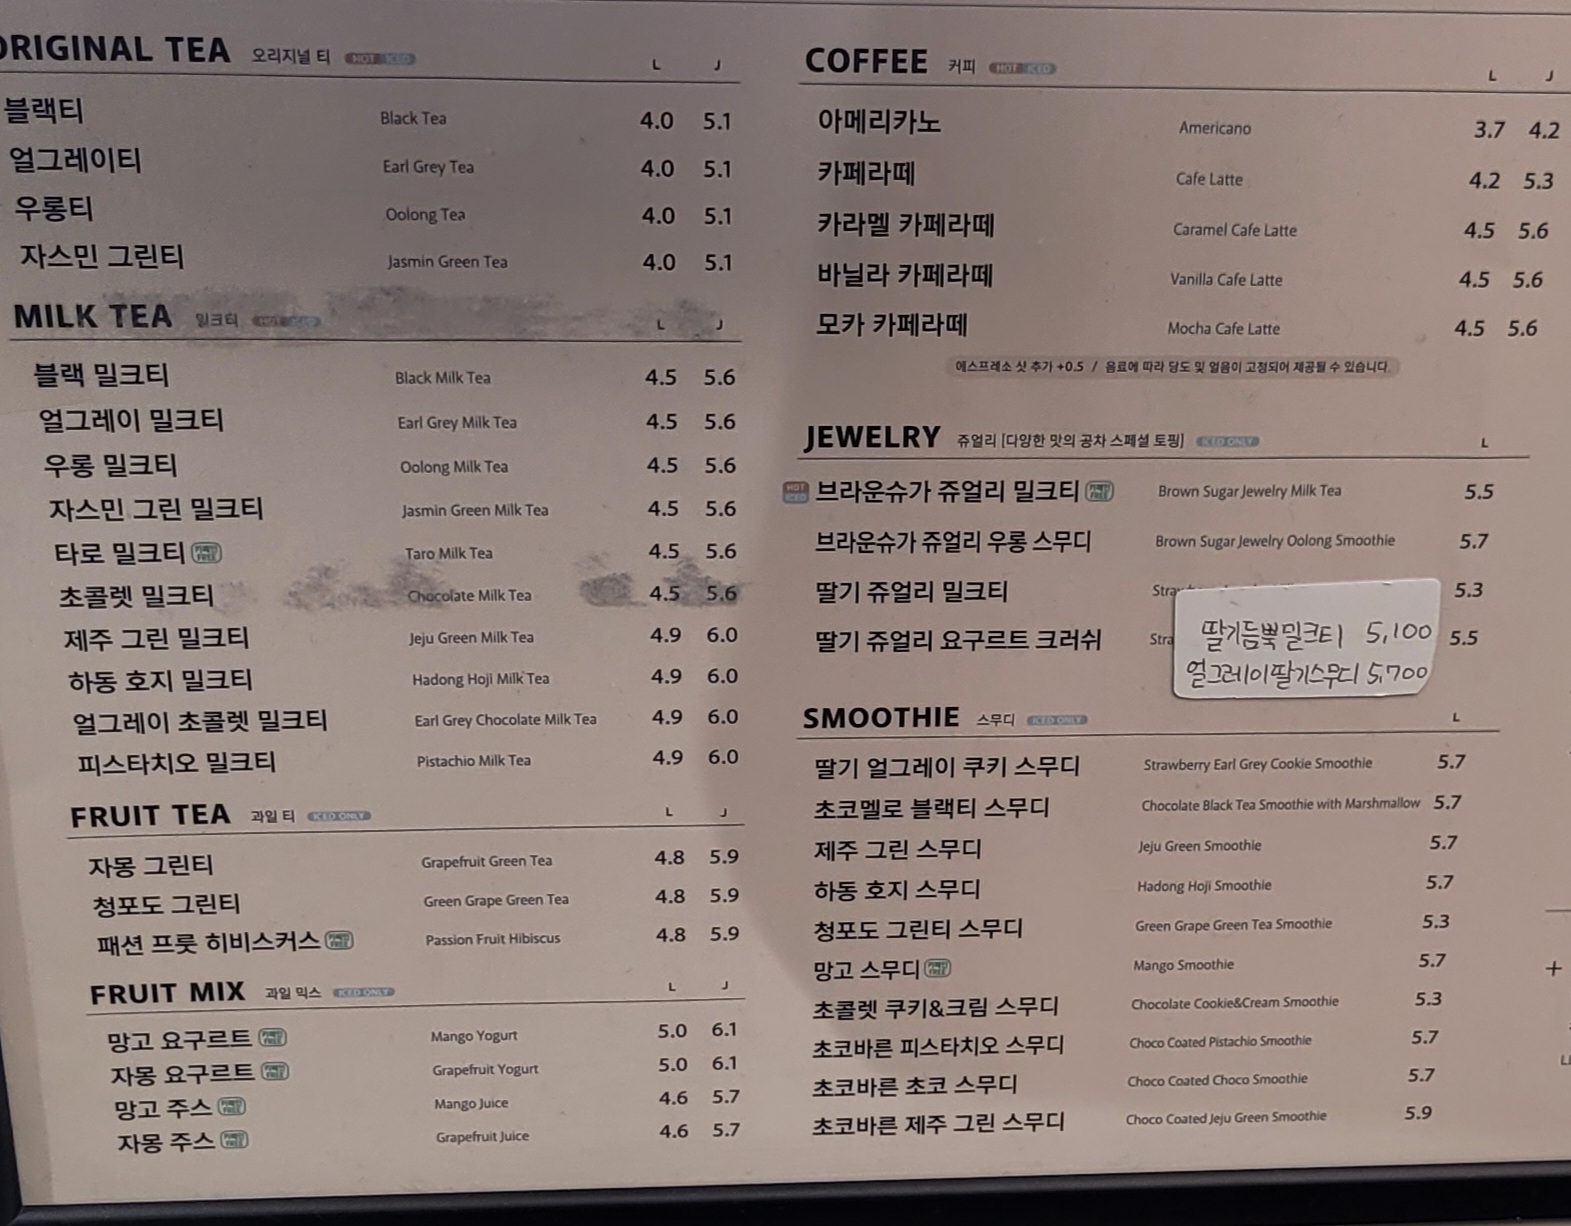 ORIGINAL TEA 오리지널 티 HOT ICED L J
블랙티 Black Tea 4.0 5.1
얼그레이티 Earl Grey Tea 4.0 5.1
우롱티 Oolong Tea 4.0 5.1
자스민 그린티 Jasmin Green Tea 4.0 5.1
MILK TEA 밀크티 HOT ICED L J
블랙 밀크티 Black Milk Tea 4.5 5.6
얼그레이 밀크티 Earl Grey Milk Tea 4.5 5.6
우롱 밀크티 Oolong Milk Tea 4.5 5.6
자스민 그린 밀크티 Jasmin Green Milk Tea 4.5 5.6
타로 밀크티 Taro Milk Tea 4.5 5.6
초콜렛 밀크티 Chocolate Milk Tea 4.5 5.6
제주 그린 밀크티 Jeju Green Milk Tea 4.9 6.0
하동 호지 밀크티 Hadong Hoji Milk Tea 4.9 6.0
얼그레이 초콜렛 밀크티 Earl Grey Chocolate Milk Tea 4.9 6.0
피스타치오 밀크티 Pistachio Milk Tea 4.9 6.0
FRUIT TEA 과일 티 ICED ONLY L J
자몽 그린티 Grapefruit Green Tea 4.8 5.9
청포도 그린티 Green Grape Green Tea 4.8 5.9
패션 프룻 히비스커스 Passion Fruit Hibiscus 4.8 5.9
FRUIT MIX 과일 믹스 ICED ONLY L J
망고 요구르트 Mango Yogurt 5.0 6.1
자몽 요구르트 Grapefruit Yogurt 5.0 6.1
망고 주스 Mango Juice 4.6 5.7
자몽 주스 Grapefruit Juice 4.6 5.7
COFFEE 커피 HOT ICED L J
아메리카노 Americano 3.7 4.2
카페라떼 Cafe Latte 4.2 5.3
카라멜 카페라떼 Caramel Cafe Latte 4.5 5.6
바닐라 카페라떼 Vanilla Cafe Latte 4.5 5.6
모카 카페라떼 Mocha Cafe Latte 4.5 5.6
에스프레소 샷 추가 +0.5 / 음료에 따라 당도 및 얼음이 고정되어 제공될 수 있습니다.
JEWELRY 쥬얼리 [다양한 맛의 공차 스페셜 토핑] ICED ONLY L
HOT ICED 브라운슈가 쥬얼리 밀크티 Brown Sugar Jewelry Milk Tea 5.5
브라운슈가 쥬얼리 우롱 스무디 Brown Sugar Jewelry Oolong Smoothie 5.7
딸기 쥬얼리 밀크티 5.3
딸기 쥬얼리 요구르트 크러쉬 5.5
딸기듬뿍밀크티 5,100
얼그레이딸기스무디 5,700
SMOOTHIE 스무디 ICED ONLY L
딸기 얼그레이 쿠키 스무디 Strawberry Earl Grey Cookie Smoothie 5.7
초코멜로 블랙티 스무디 Chocolate Black Tea Smoothie with Marshmallow 5.7
제주 그린 스무디 Jeju Green Smoothie 5.7
하동 호지 스무디 Hadong Hoji Smoothie 5.7
청포도 그린티 스무디 Green Grape Green Tea Smoothie 5.3
망고 스무디 Mango Smoothie 5.7
초콜렛 쿠키&크림 스무디 Chocolate Cookie&Cream Smoothie 5.3
초코바른 피스타치오 스무디 Choco Coated Pistachio Smoothie 5.7
초코바른 초코 스무디 Choco Coated Choco Smoothie 5.7
초코바른 제주 그린 스무디 Choco Coated Jeju Green Smoothie 5.9
+